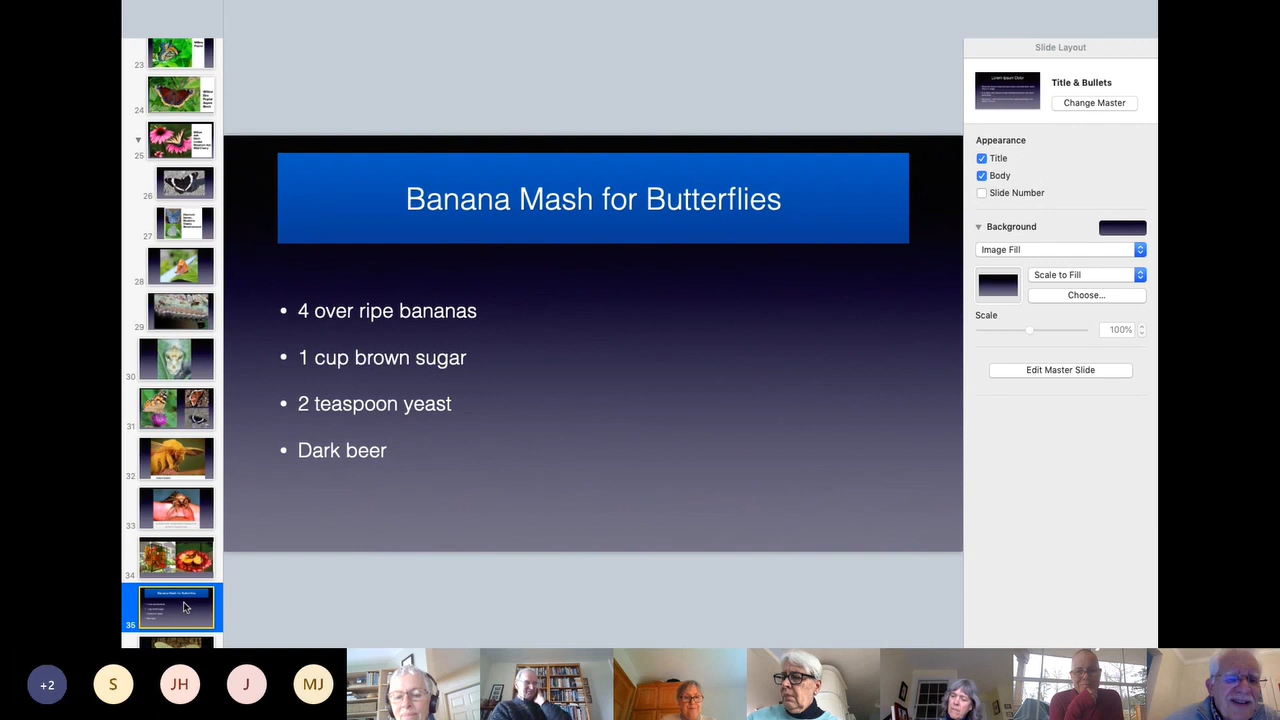 23
24
25
26
27
28
29
30
31
32
33
34
35
Banana Mash for Butterflies
• 4 over ripe bananas
• 1 cup brown sugar
• 2 teaspoon yeast
• Dark beer
Slide Layout
Title & Bullets
Change Master
Appearance
Title
Body
Slide Number
Background
Image Fill
Scale to Fill
Choose...
Scale
100%
Edit Master Slide
+2
S
JH
J
MJ